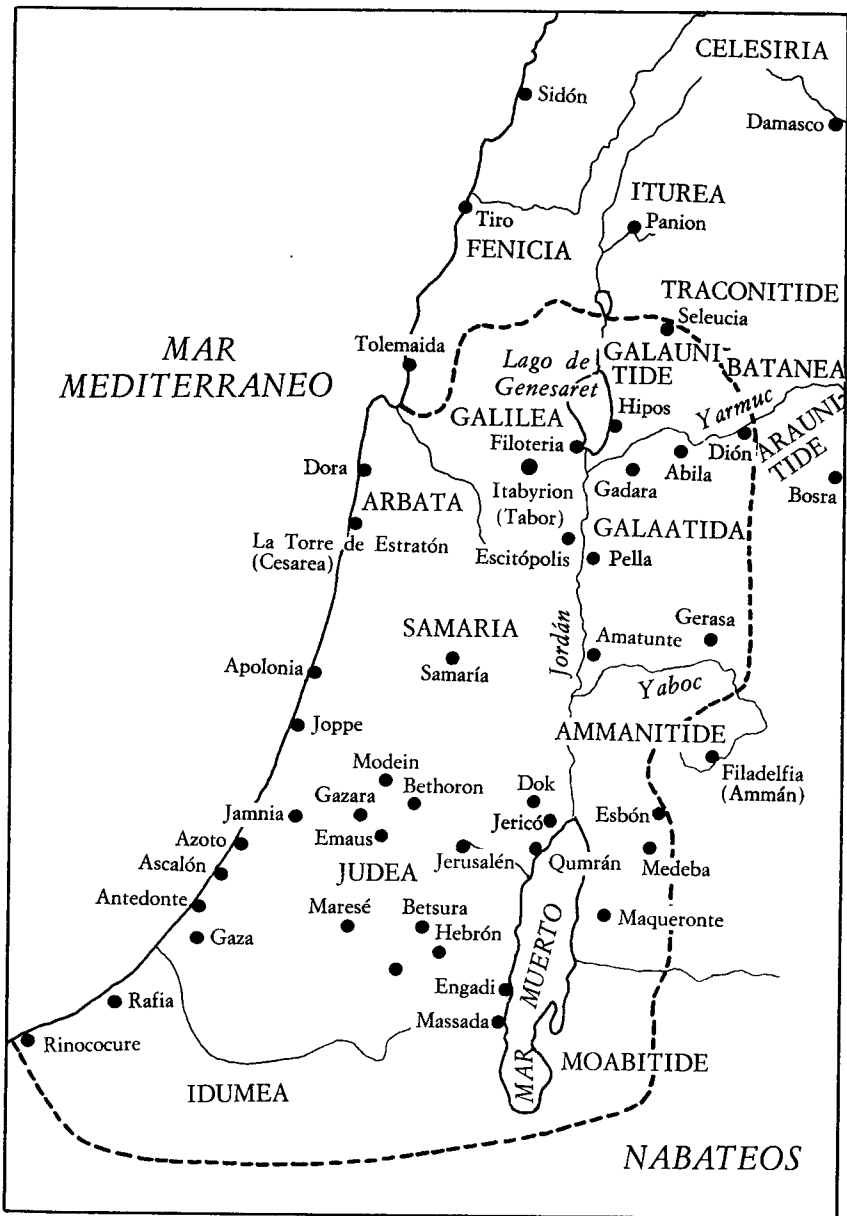 CELESIRIA
Sidón
Damasco
ITUREA
Tiro
Panion
FENICIA
TRACONITIDE
Seleucia
MAR
MEDITERRANEO
Tolemaida
Lago de
Genesaret
GALAUNI-
TIDE
BATANEA
GALILEA
Hipos
Yarmuc
ARAUNI-
TIDE
Filoteria
Dión
Abila
Dora
Itabyrion
(Tabor)
Gadara
Bosra
ARBATA
La Torre de Estratón
(Cesarea)
Escitópolis
GALAATIDA
Pella
SAMARIA
Samaría
Jordán
Gerasa
Amatunte
Apolonia
Yaboc
Joppe
AMMANITIDE
Filadelfia
(Ammán)
Modein
Bethoron
Dok
Gazara
Jamnia
Jericó
Esbón
Emaus
Azoto
Jerusalén
Qumrán
Medeba
Ascalón
JUDEA
Antedonte
Maresé
Betsura
Maqueronte
Gaza
Hebrón
MAR MUERTO
Engadi
Rafia
Massada
Rinococure
MOABITIDE
IDUMEA
NABATEOS